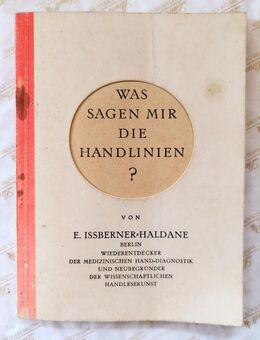 WAS
SAGEN MIR
DIE
HANDLINIEN
?
VON
E. ISSBERNER-HALDANE
BERLIN
WIEDERENTDECKER
DER MEDIZINISCHEN HAND-DIAGNOSTIK
UND NEUBEGRÜNDER
DER WISSENSCHAFTLICHEN
HANDLESEKUNST